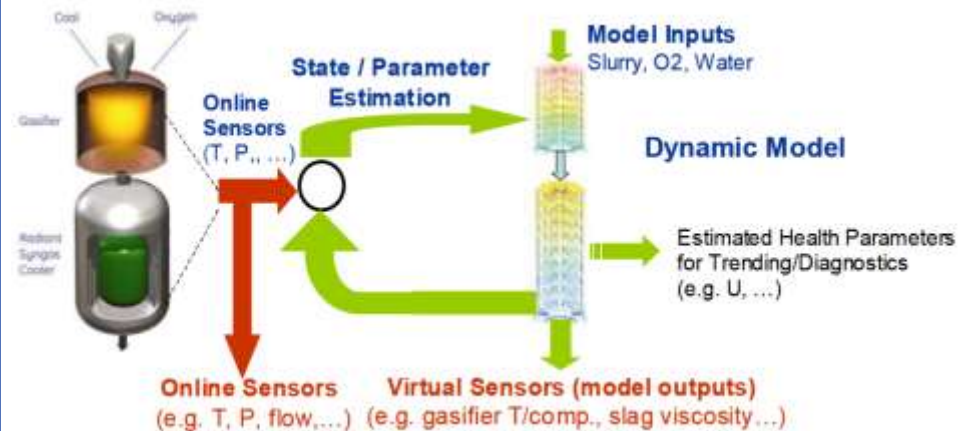 Cool
Oxygen
Gasifier
Radiant
Syngas
Cooler
Online
Sensors
(T, P,, …)
State / Parameter
Estimation
Model Inputs
Slurry, O2, Water
Dynamic Model
Estimated Health Parameters
for Trending/Diagnostics
(e.g. U, …)
Online Sensors
(e.g. T, P, flow,…)
Virtual Sensors (model outputs)
(e.g. gasifier T/comp., slag viscosity…)